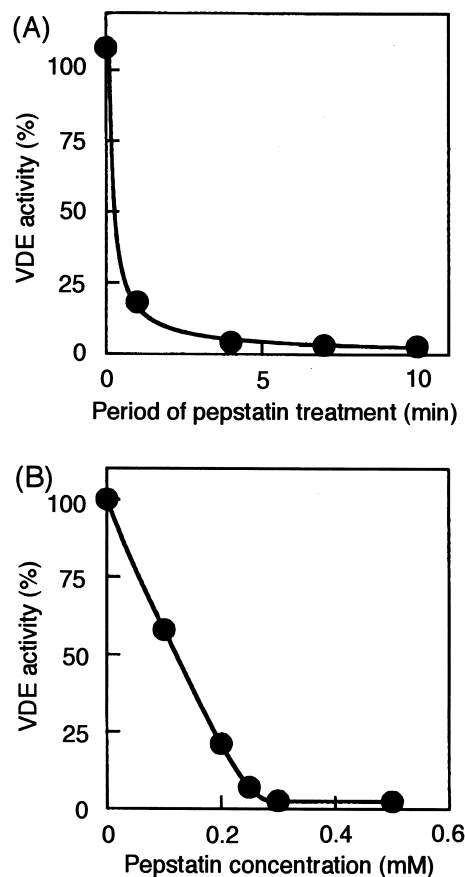 (A)
VDE activity (%)
100
75
50
25
0
0 5 10
Period of pepstatin treatment (min)
(B)
VDE activity (%)
100
75
50
25
0
0 0.2 0.4 0.6
Pepstatin concentration (mM)